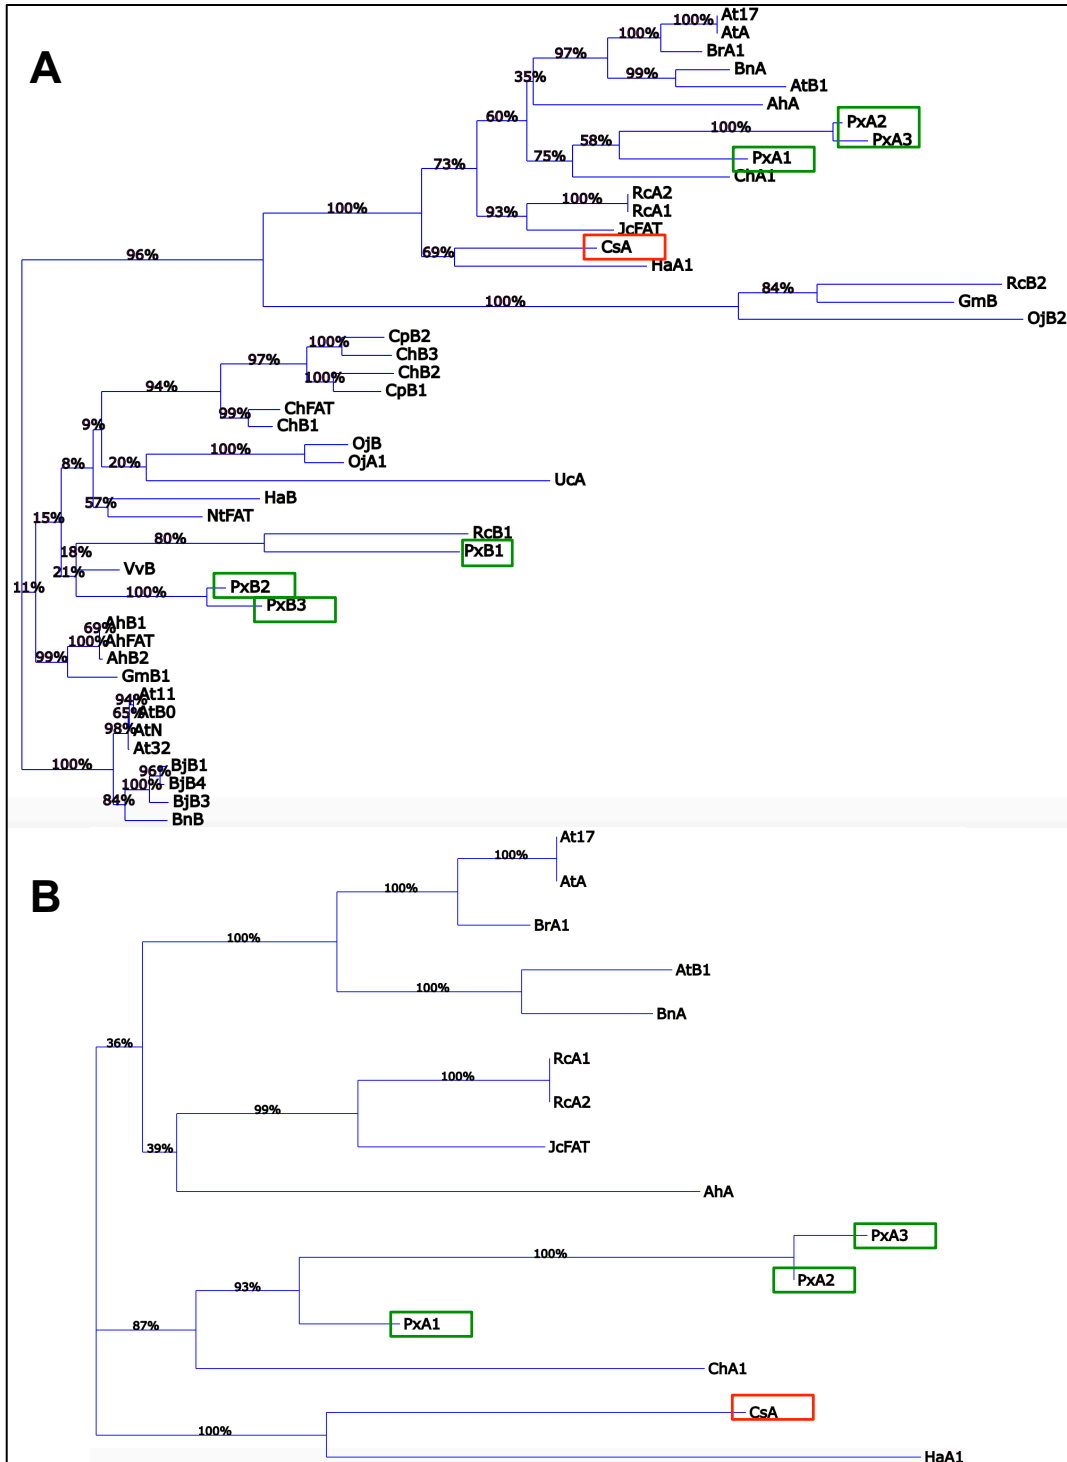 A
100% At17
AtA
100%
BrA1
97%
BnA
99%
35%
AtB1
AhA
60%
PxA2
100%
PxA3
58%
PxA1
75%
ChA1
73%
RcA2
100%
RcA1
93%
JcFAT
100%
CsA
69%
HaA1
96%
RcB2
84%
GmB
100%
OjB2
CpB2
100%
ChB3
97%
ChB2
100%
CpB1
94%
ChFAT
99%
ChB1
9%
OjB
100%
OjA1
20%
8%
UcA
HaB
57%
NtFAT
15%
RcB1
80%
PxB1
18%
VvB
21%
PxB2
100%
11%
PxB3
AhB1
69%
AhFAT
100%
AhB2
99%
GmB1
At11
94%
AtB0
65%
AtN
98%
At32
100%
BjB1
96%
BjB4
100%
BjB3
84%
BnB
B
At17
100%
AtA
100%
BrA1
100%
AtB1
100%
BnA
36%
RcA1
100%
RcA2
99%
JcFAT
39%
AhA
PxA3
100%
PxA2
93%
PxA1
87%
ChA1
CsA
100%
HaA1